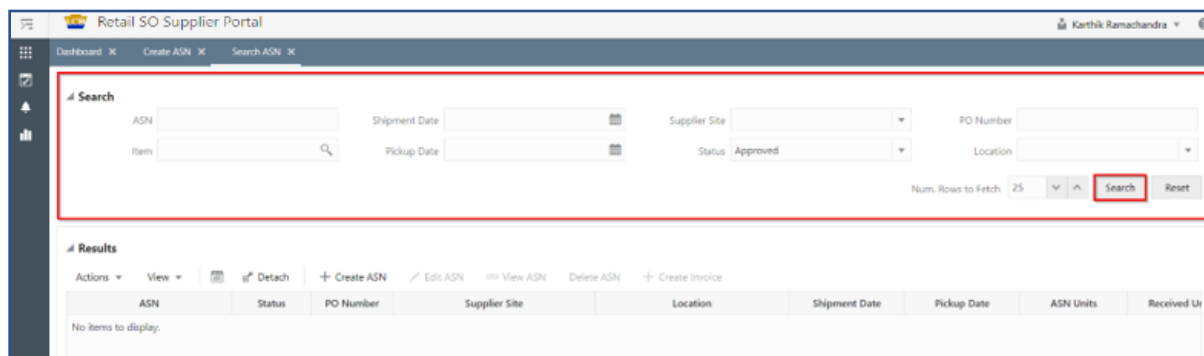 Retail SO Supplier Portal
Karthik Ramachandra
Dashboard Create ASN Search ASN
Search
ASN Shipment Date Supplier Site PO Number
Item Pickup Date Status Approved Location
Num. Rows to Fetch 25 Search Reset
Results
Actions View Detach Create ASN Edit ASN View ASN Delete ASN Create Invoice
ASN Status PO Number Supplier Site Location Shipment Date Pickup Date ASN Units Received Un
No items to display.